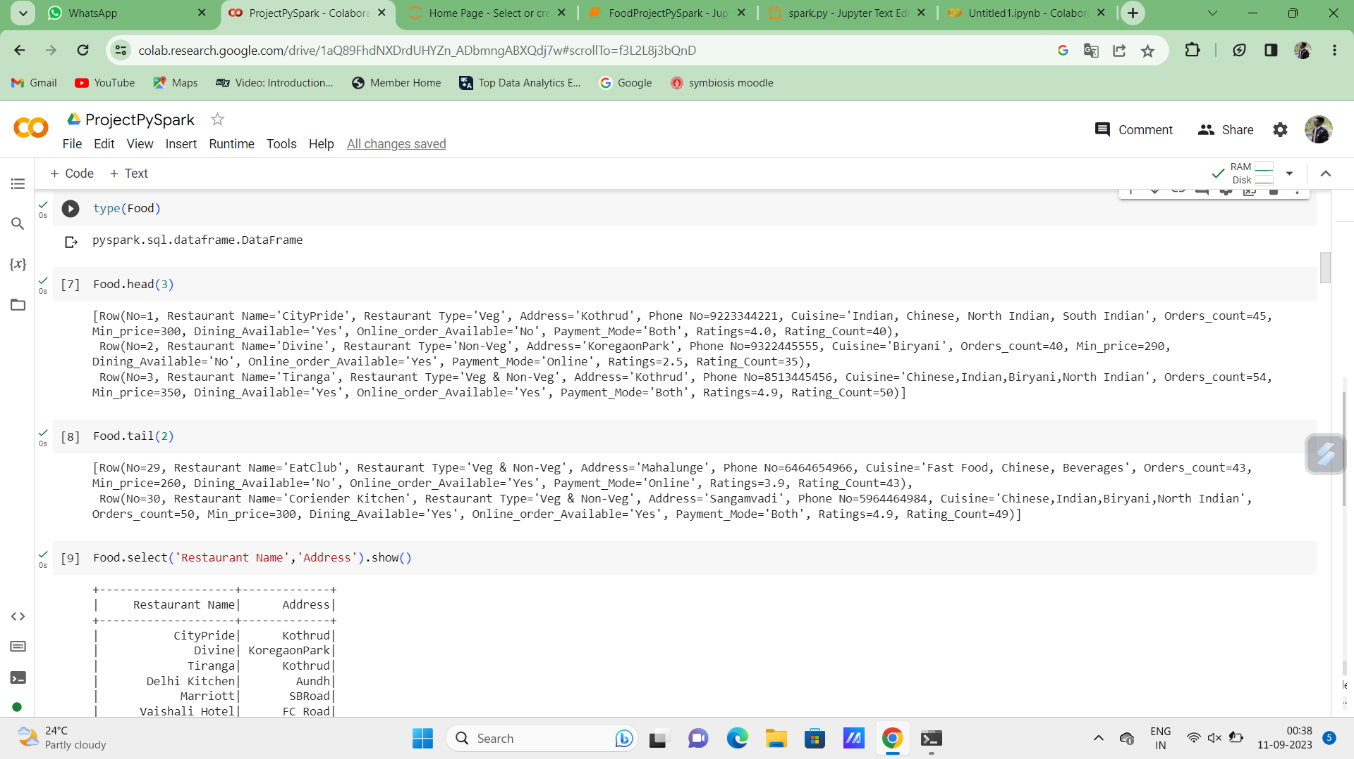 WhatsApp
ProjectPySpark - Colabora
Home Page - Select or cre
FoodProjectPySpark - Jup
spark.py - Jupyter Text Ed
Untitled1.ipynb - Colabora
colab.research.google.com/drive/1aQ89FhdNXDrdUHYZn_ADbmngABXQdj7w#scrollTo=f3L2L8j3bQnD
Gmail
YouTube
Maps
Video: Introduction...
Member Home
Top Data Analytics E...
Google
symbiosis moodle
ProjectPySpark
Comment
Share
File Edit View Insert Runtime Tools Help All changes saved
+ Code + Text
RAM
Disk
0s
type(Food)
pyspark.sql.dataframe.DataFrame
0s
[7] Food.head(3)
[Row(No=1, Restaurant Name='CityPride', Restaurant Type='Veg', Address='Kothrud', Phone No=9223344221, Cuisine='Indian, Chinese, North Indian, South Indian', Orders_count=45,
Min_price=300, Dining_Available='Yes', Online_order_Available='No', Payment_Mode='Both', Ratings=4.0, Rating_Count=40),
Row(No=2, Restaurant Name='Divine', Restaurant Type='Non-Veg', Address='KoregaonPark', Phone No=9322445555, Cuisine='Biryani', Orders_count=40, Min_price=290,
Dining_Available='No', Online_order_Available='Yes', Payment_Mode='Online', Ratings=2.5, Rating_Count=35),
Row(No=3, Restaurant Name='Tiranga', Restaurant Type='Veg & Non-Veg', Address='Kothrud', Phone No=8513445456, Cuisine='Chinese,Indian,Biryani,North Indian', Orders_count=54,
Min_price=350, Dining_Available='Yes', Online_order_Available='Yes', Payment_Mode='Both', Ratings=4.9, Rating_Count=50)]
0s
[8] Food.tail(2)
[Row(No=29, Restaurant Name='EatClub', Restaurant Type='Veg & Non-Veg', Address='Mahalunge', Phone No=6464654966, Cuisine='Fast Food, Chinese, Beverages', Orders_count=43,
Min_price=260, Dining_Available='No', Online_order_Available='Yes', Payment_Mode='Online', Ratings=3.9, Rating_Count=43),
Row(No=30, Restaurant Name='Coriender Kitchen', Restaurant Type='Veg & Non-Veg', Address='Sangamvadi', Phone No=5964464984, Cuisine='Chinese,Indian,Biryani,North Indian',
Orders_count=50, Min_price=300, Dining_Available='Yes', Online_order_Available='Yes', Payment_Mode='Both', Ratings=4.9, Rating_Count=49)]
0s
[9] Food.select('Restaurant Name','Address').show()
+-------------------+------------+
| Restaurant Name| Address|
+-------------------+------------+
| CityPride| Kothrud|
| Divine| KoregaonPark|
| Tiranga| Kothrud|
| Delhi Kitchen| Aundh|
| Marriott| SBRoad|
| Vaishali Hotel| FC Road|
24°C
Partly cloudy
Search
ENG
IN
00:38
11-09-2023
5